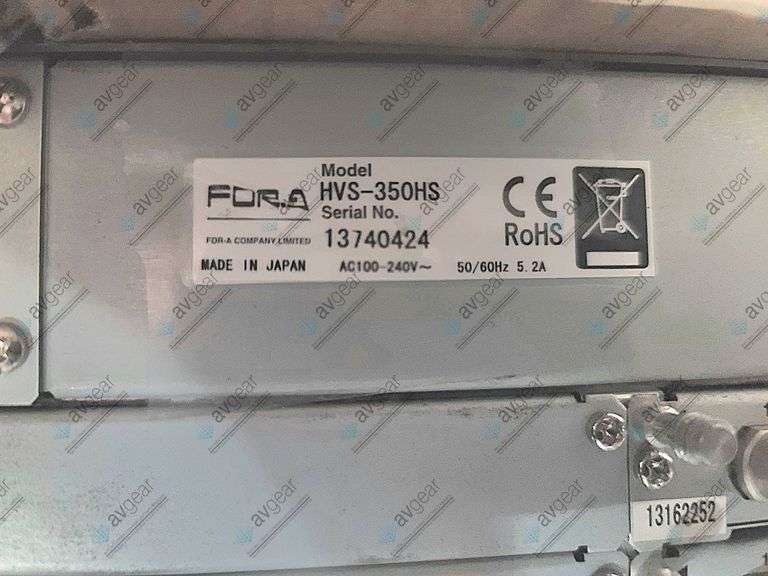 Model
FOR.A HVS-350HS
Serial No.
FOR-A COMPANY,LIMITED 13740424
CE
RoHS
MADE IN JAPAN AC100-240V~ 50/60Hz 5.2A
13162252
avgear